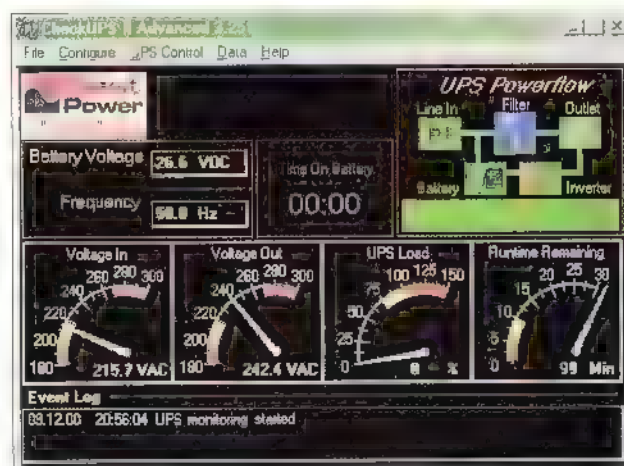 CheckUPS II Advanced
File Configure UPS Control Data Help
Power
UPS Powerflow
Line In Filter Outlet
Battery Inverter
Battery Voltage 26.6 VDC
Frequency 50.0 Hz
Time On Battery
00:00
Voltage In
180 200 220 240 260 280 300
215.7 VAC
Voltage Out
180 200 220 240 260 280 300
242.4 VAC
UPS Load
0 25 50 75 100 125 150
0 %
Runtime Remaining
0 5 10 15 20 25 30
99 Min
Event Log
09.12.00 20:56:04 UPS monitoring started